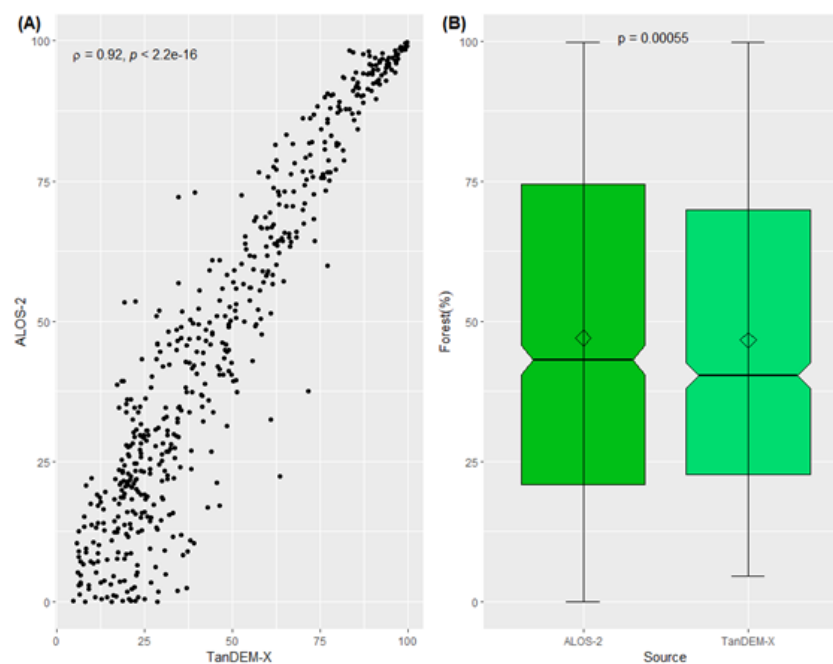 (A)
ρ = 0.92, p < 2.2e-16
100
75
50
25
0
ALOS-2
0 25 50 75 100
TanDEM-X
(B)
p = 0.00055
100
75
50
25
0
Forest(%)
ALOS-2 TanDEM-X
Source